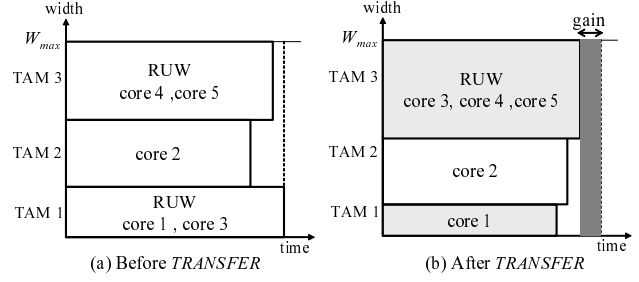 width
W_max
TAM 3
RUW
core 4 ,core 5
TAM 2
core 2
TAM 1
RUW
core 1 , core 3
time
(a) Before TRANSFER
width
gain
W_max
TAM 3
RUW
core 3, core 4 ,core 5
TAM 2
core 2
TAM 1
core 1
time
(b) After TRANSFER